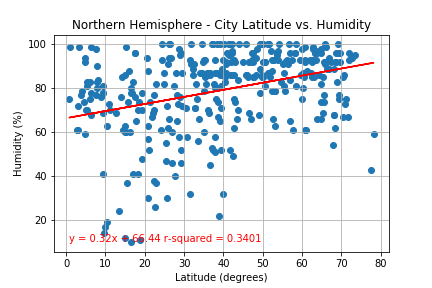 Northern Hemisphere - City Latitude vs. Humidity
100
80
60
40
20
Humidity (%)
y = 0.32x + 66.44 r-squared = 0.3401
0 10 20 30 40 50 60 70 80
Latitude (degrees)